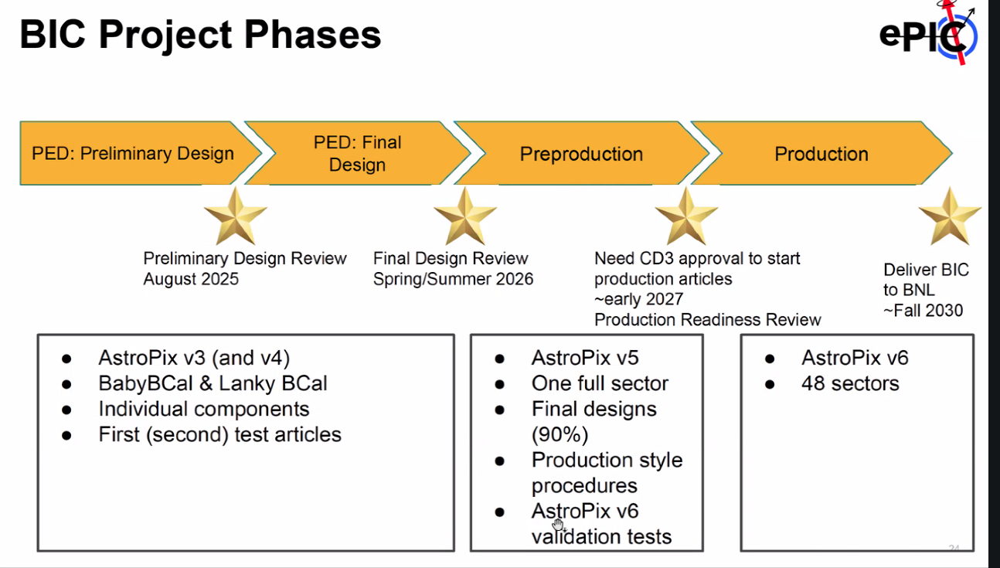 BIC Project Phases
ePIC
PED: Preliminary Design
PED: Final
Design
Preproduction
Production
Preliminary Design Review
August 2025
Final Design Review
Spring/Summer 2026
Need CD3 approval to start
production articles
~early 2027
Production Readiness Review
Deliver BIC
to BNL
~Fall 2030
● AstroPix v3 (and v4)
● BabyBCal & Lanky BCal
● Individual components
● First (second) test articles
● AstroPix v5
● One full sector
● Final designs
(90%)
● Production style
procedures
● AstroPix v6
validation tests
● AstroPix v6
● 48 sectors
24